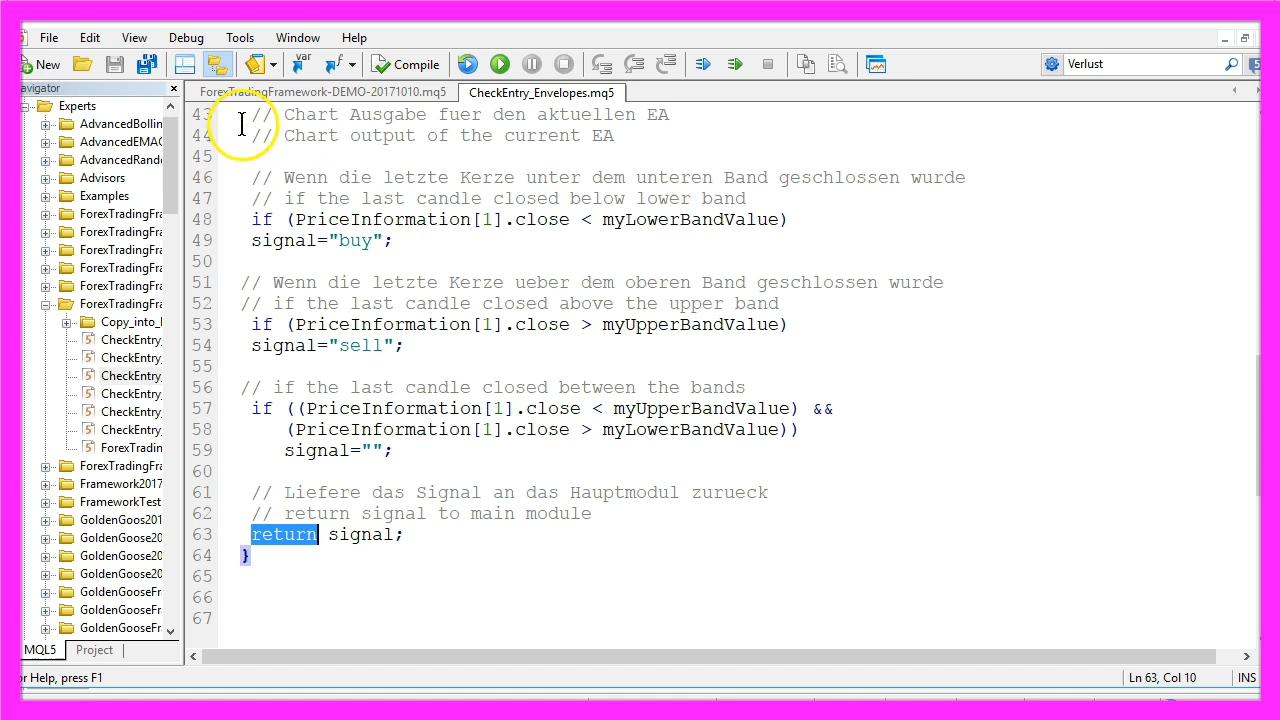 File Edit View Debug Tools Window Help
New var Compile Verlust 5
avigator ForexTradingFramework-DEMO-20171010.mq5 CheckEntry_Envelopes.mq5
Experts
AdvancedBollin
AdvancedEMAC
AdvancedRand
Advisors
Examples
ForexTradingFra
ForexTradingFra
ForexTradingFra
ForexTradingFra
ForexTradingFra
ForexTradingFra
Copy_into_I
CheckEntry_
CheckEntry_
CheckEntry_
CheckEntry_
CheckEntry_
CheckEntry_
ForexTradin
ForexTradingFra
Framework2017
FrameworkTest
GoldenGoos201
GoldenGoose20
GoldenGoose20
GoldenGoose20
GoldenGooseFr
GoldenGooseFr
GoldenGooseFr
MQL5 Project
43 // Chart Ausgabe fuer den aktuellen EA
44 // Chart output of the current EA
45
46 // Wenn die letzte Kerze unter dem unteren Band geschlossen wurde
47 // if the last candle closed below lower band
48 if (PriceInformation[1].close < myLowerBandValue)
49 signal="buy";
50
51 // Wenn die letzte Kerze ueber dem oberen Band geschlossen wurde
52 // if the last candle closed above the upper band
53 if (PriceInformation[1].close > myUpperBandValue)
54 signal="sell";
55
56 // if the last candle closed between the bands
57 if ((PriceInformation[1].close < myUpperBandValue) &&
58 (PriceInformation[1].close > myLowerBandValue))
59 signal="";
60
61 // Liefere das Signal an das Hauptmodul zurueck
62 // return signal to main module
63 return signal;
64 }
65
66
67
or Help, press F1 Ln 63, Col 10 INS